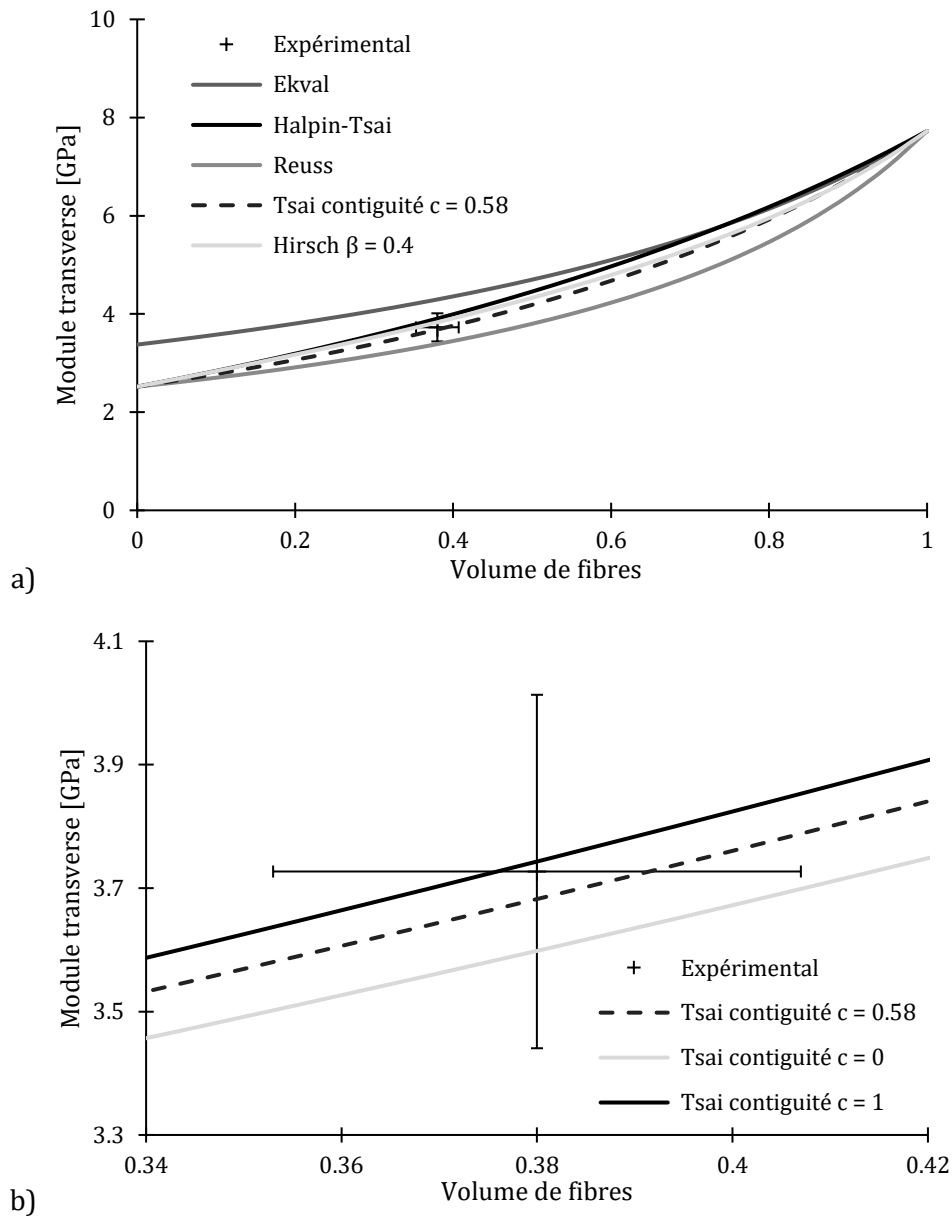 10
8
6
4
2
0
Module transverse [GPa]
Expérimental
Ekval
Halpin-Tsai
Reuss
Tsai contiguité c = 0.58
Hirsch β = 0.4
0
0.2
0.4
0.6
0.8
1
Volume de fibres
a)
4.1
3.9
3.7
3.5
3.3
Module transverse [GPa]
Expérimental
Tsai contiguité c = 0.58
Tsai contiguité c = 0
Tsai contiguité c = 1
0.34
0.36
0.38
0.4
0.42
Volume de fibres
b)